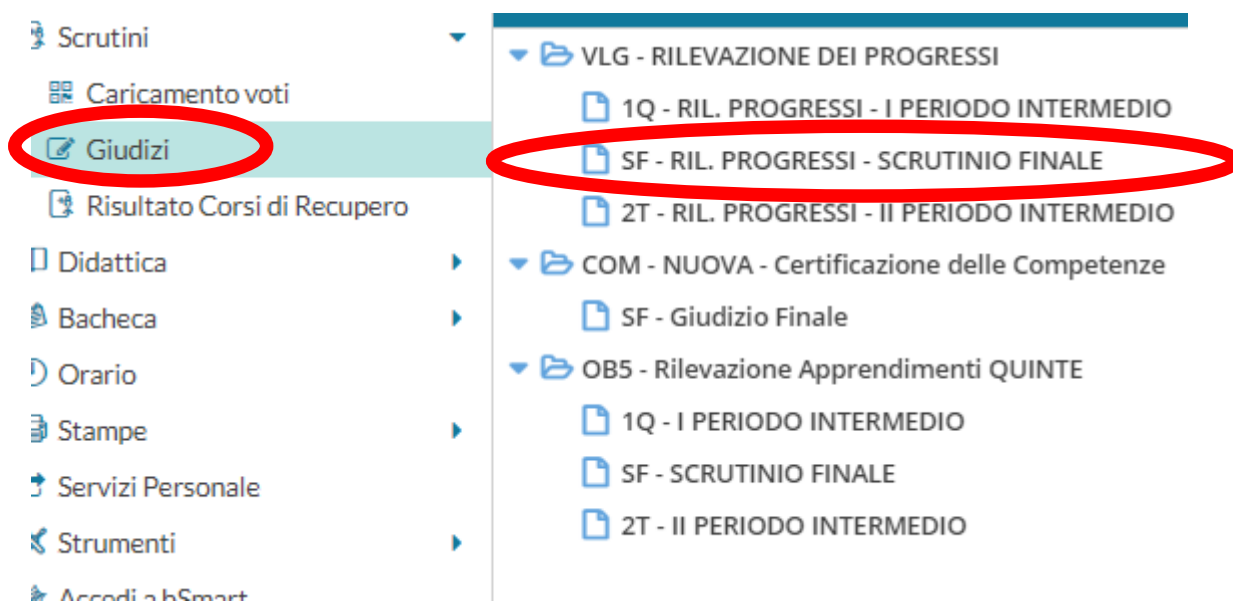 Scrutini
Caricamento voti
Giudizi
Risultato Corsi di Recupero
Didattica
Bacheca
Orario
Stampe
Servizi Personale
Strumenti
Accedi a bSmart
VLG - RILEVAZIONE DEI PROGRESSI
1Q - RIL. PROGRESSI - I PERIODO INTERMEDIO
SF - RIL. PROGRESSI - SCRUTINIO FINALE
2T - RIL. PROGRESSI - II PERIODO INTERMEDIO
COM - NUOVA - Certificazione delle Competenze
SF - Giudizio Finale
OB5 - Rilevazione Apprendimenti QUINTE
1Q - I PERIODO INTERMEDIO
SF - SCRUTINIO FINALE
2T - II PERIODO INTERMEDIO